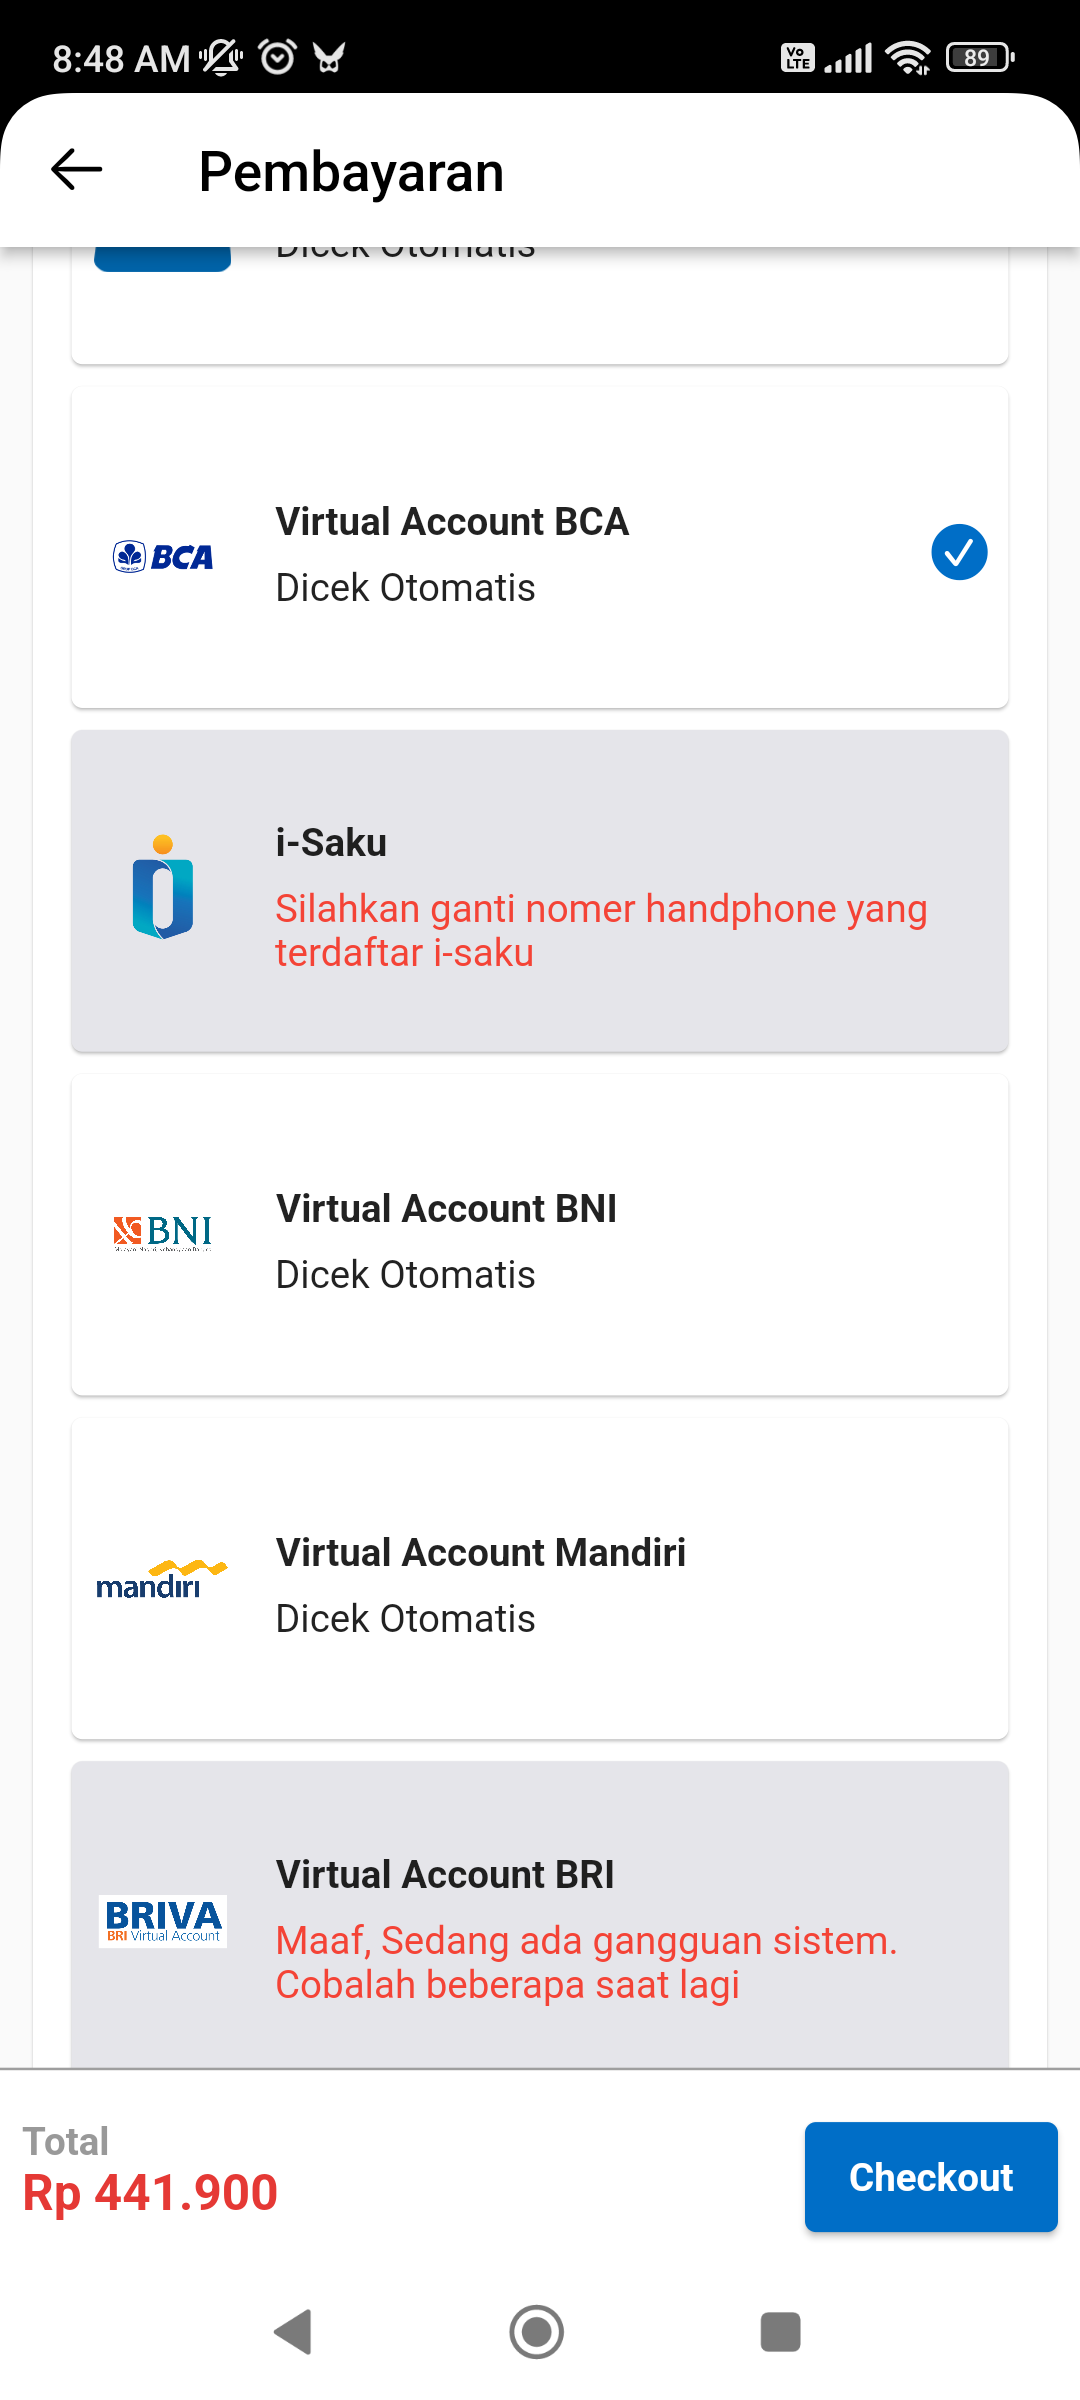 8:48 AM
Vo
LTE
89
Pembayaran
Dicek Otomatis
Virtual Account BCA
BCA
Dicek Otomatis
i-Saku
Silahkan ganti nomer handphone yang
terdaftar i-saku
Virtual Account BNI
BNI
Dicek Otomatis
Virtual Account Mandiri
mandırı
Dicek Otomatis
Virtual Account BRI
BRIVA
BRI Virtual Account
Maaf, Sedang ada gangguan sistem.
Cobalah beberapa saat lagi
Total
Rp 441.900
Checkout